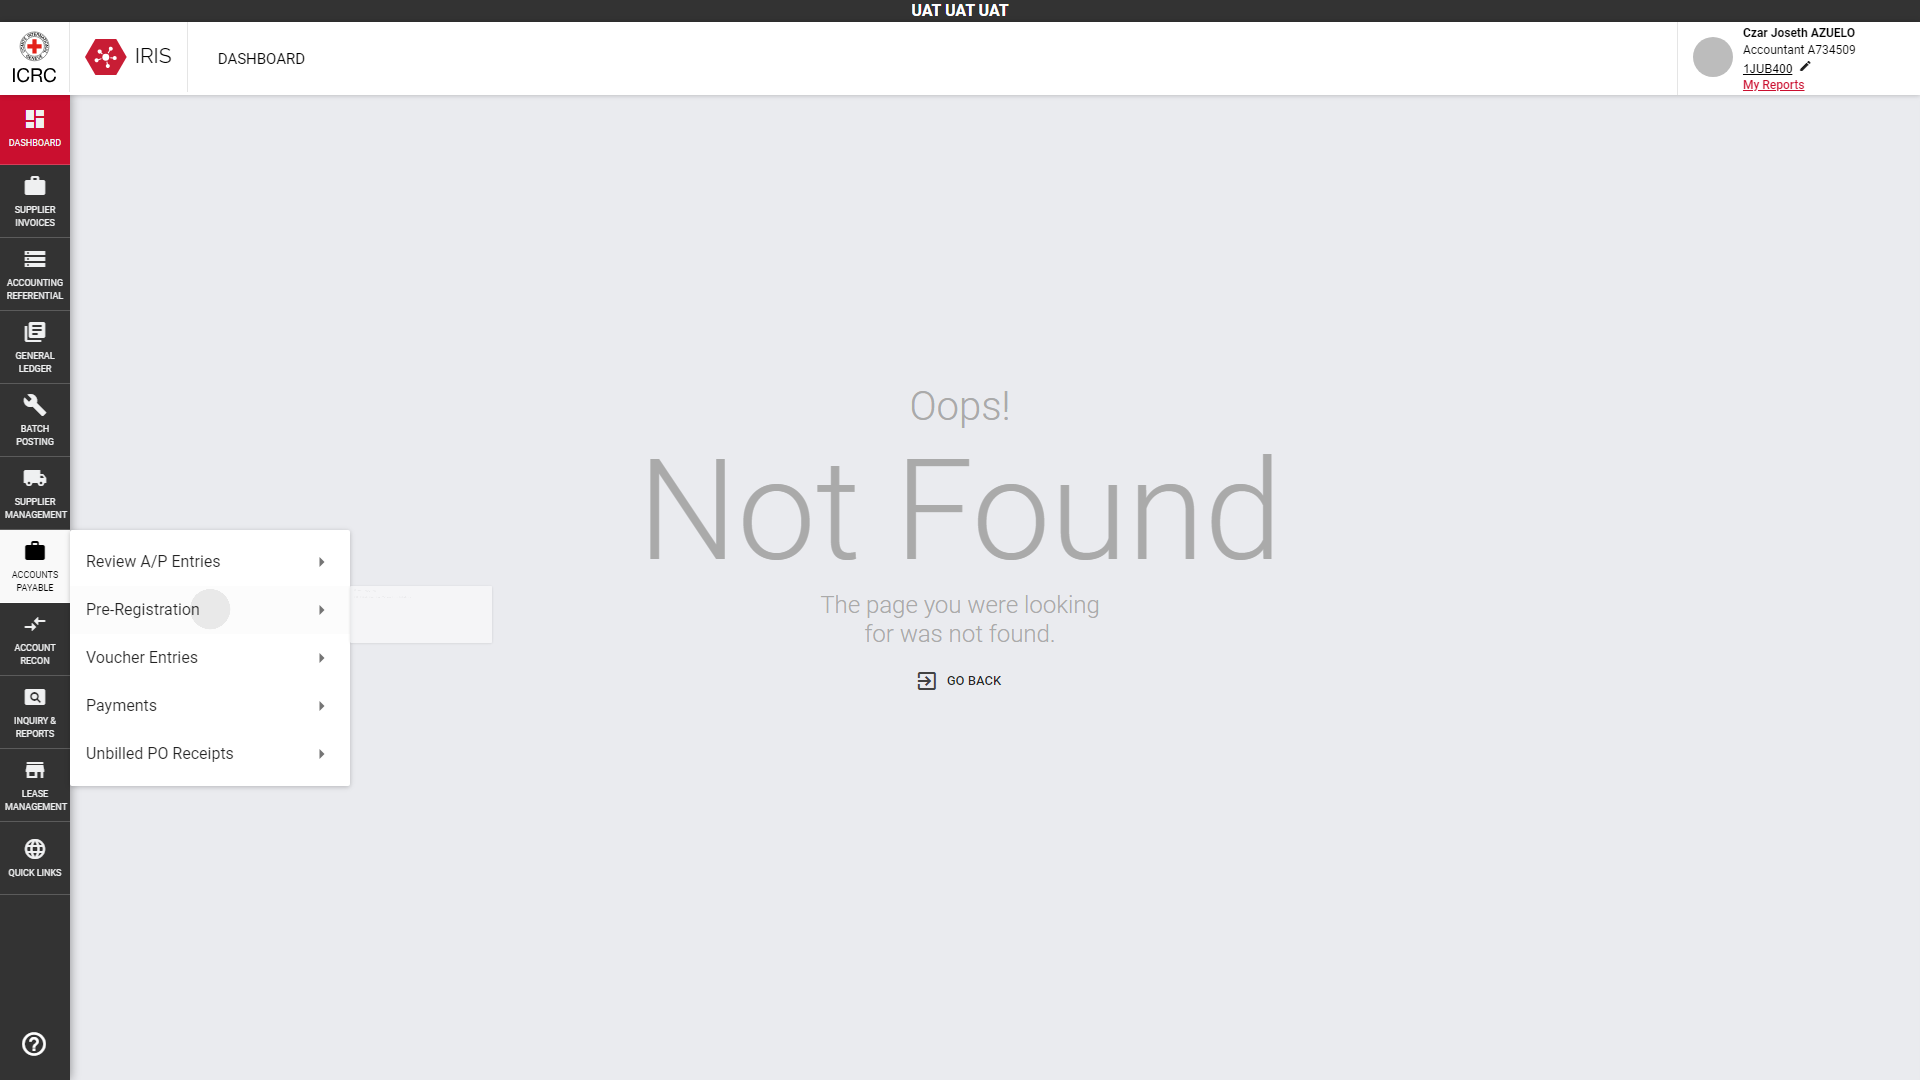 UAT UAT UAT
ICRC
IRIS
DASHBOARD
Czar Joseth AZUELO
Accountant A734509
1JUB400
My Reports
DASHBOARD
SUPPLIER
INVOICES
ACCOUNTING
REFERENTIAL
GENERAL
LEDGER
BATCH
POSTING
SUPPLIER
MANAGEMENT
ACCOUNTS
PAYABLE
ACCOUNT
RECON
INQUIRY &
REPORTS
LEASE
MANAGEMENT
QUICK LINKS
Review A/P Entries
Pre-Registration
Voucher Entries
Payments
Unbilled PO Receipts
Oops!
Not Found
The page you were looking
for was not found.
GO BACK